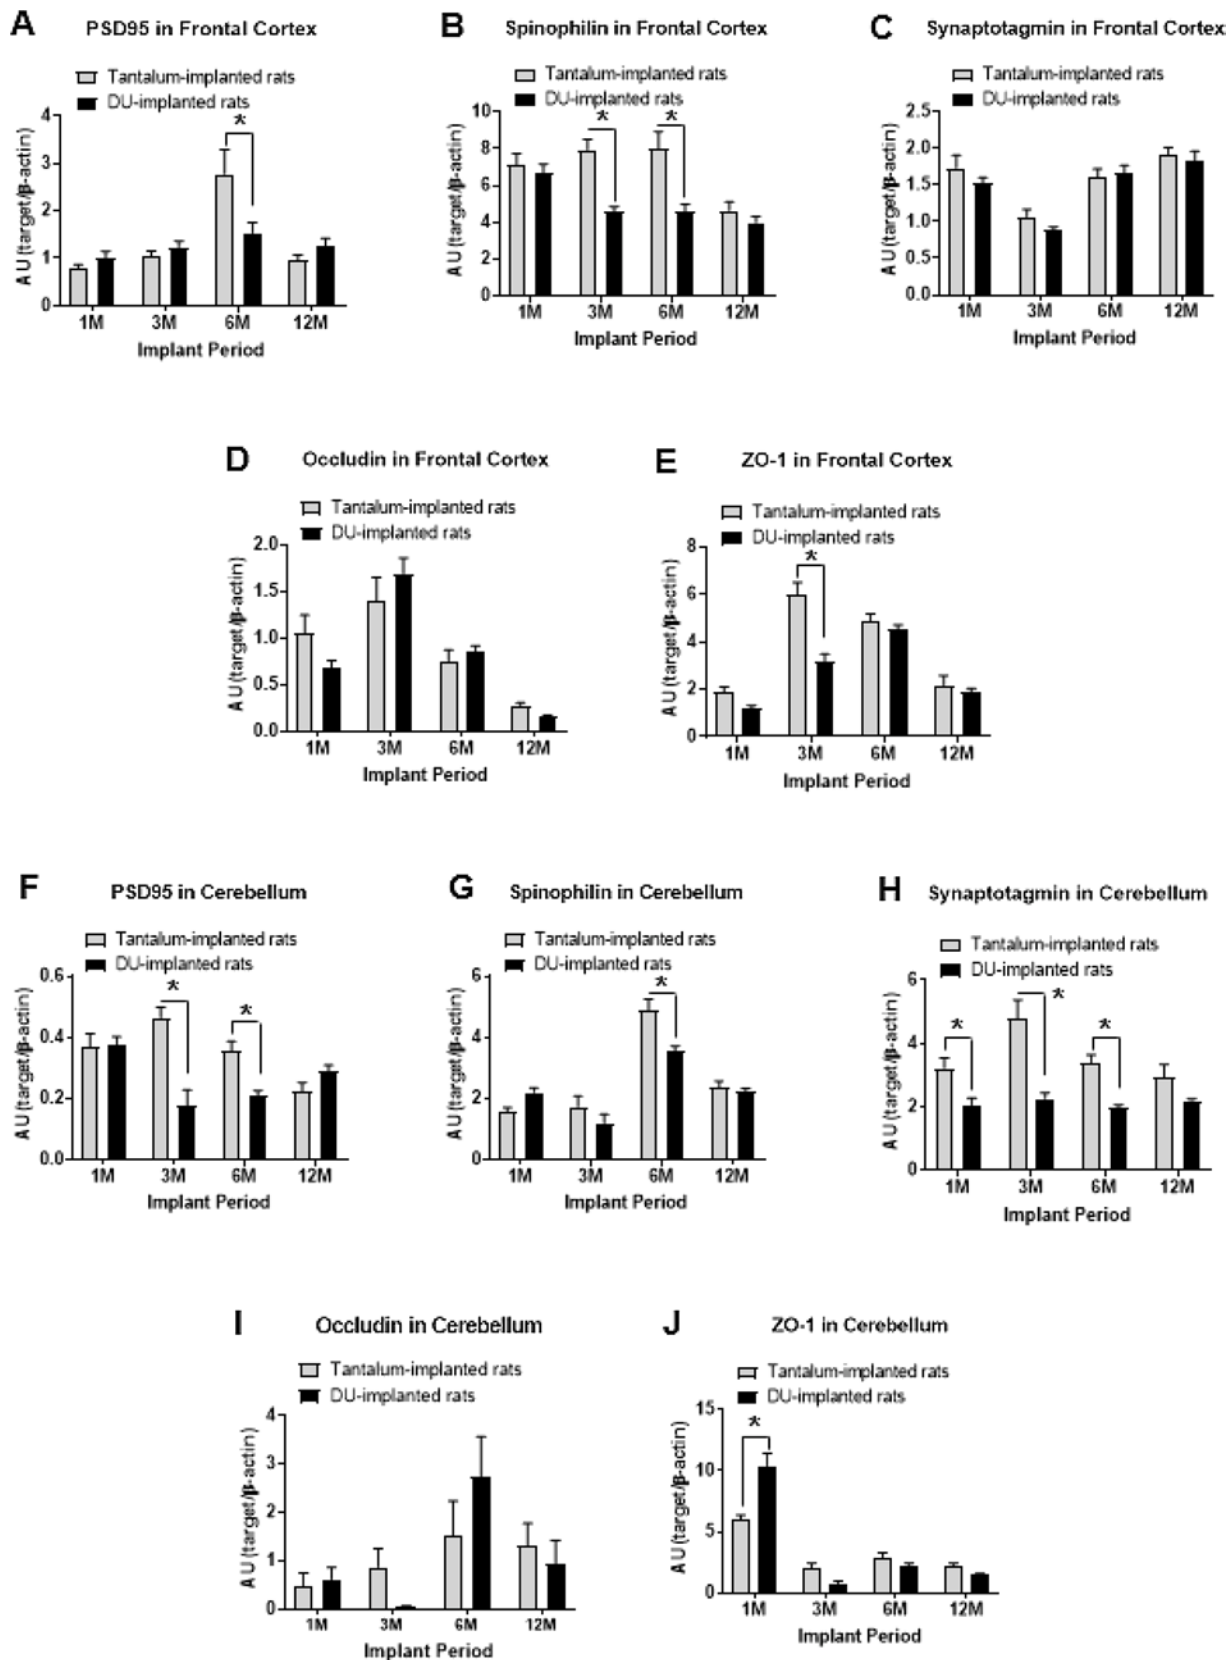 A PSD95 in Frontal Cortex
Tantalum-implanted rats
DU-implanted rats
AU (target/β-actin)
4
3
2
1
0
*
1M 3M 6M 12M
Implant Period
B Spinophilin in Frontal Cortex
Tantalum-implanted rats
DU-implanted rats
AU (target/β-actin)
10
8
6
4
2
0
* *
1M 3M 6M 12M
Implant Period
C Synaptotagmin in Frontal Cortex
Tantalum-implanted rats
DU-implanted rats
AU (target/β-actin)
2.5
2.0
1.5
1.0
0.5
0.0
1M 3M 6M 12M
Implant Period
D Occludin in Frontal Cortex
Tantalum-implanted rats
DU-implanted rats
AU (target/β-actin)
2.0
1.5
1.0
0.5
0.0
1M 3M 6M 12M
Implant Period
E ZO-1 in Frontal Cortex
Tantalum-implanted rats
DU-implanted rats
AU (target/β-actin)
8
6
4
2
0
*
1M 3M 6M 12M
Implant Period
F PSD95 in Cerebellum
Tantalum-implanted rats
DU-implanted rats
AU (target/β-actin)
0.6
0.4
0.2
0.0
* *
1M 3M 6M 12M
Implant Period
G Spinophilin in Cerebellum
Tantalum-implanted rats
DU-implanted rats
AU (target/β-actin)
6
4
2
0
*
1M 3M 6M 12M
Implant Period
H Synaptotagmin in Cerebellum
Tantalum-implanted rats
DU-implanted rats
AU (target/β-actin)
6
4
2
0
* * *
1M 3M 6M 12M
Implant Period
I Occludin in Cerebellum
Tantalum-implanted rats
DU-implanted rats
AU (target/β-actin)
4
3
2
1
0
1M 3M 6M 12M
Implant Period
J ZO-1 in Cerebellum
Tantalum-implanted rats
DU-implanted rats
AU (target/β-actin)
15
10
5
0
*
1M 3M 6M 12M
Implant Period